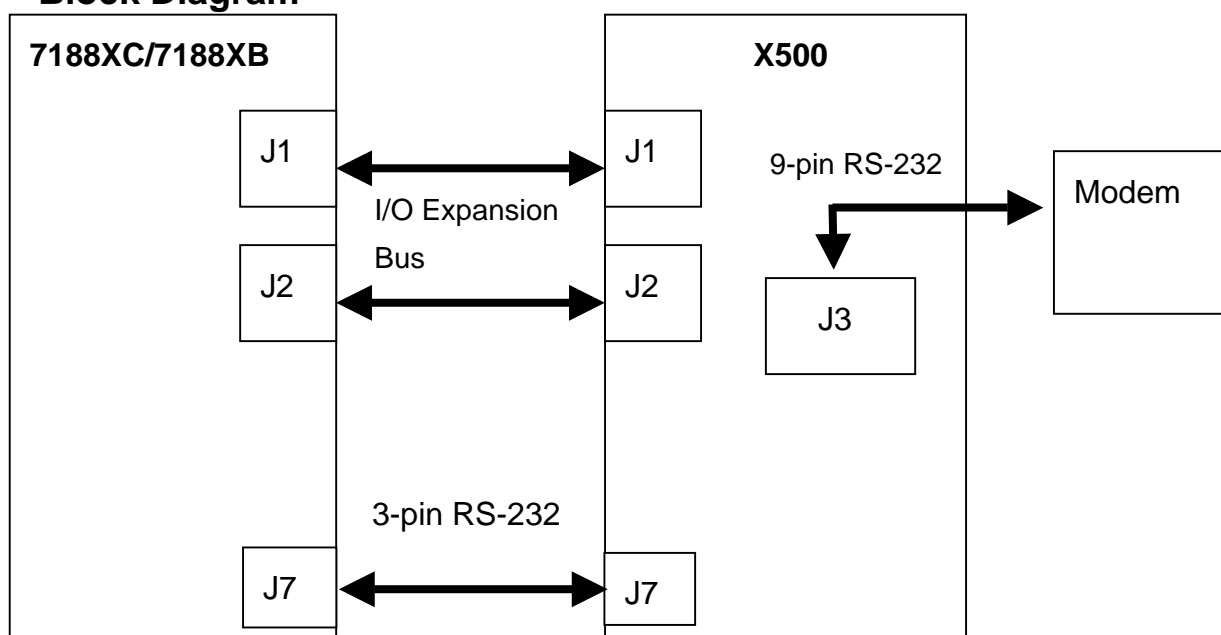 Block Diagram
7188XC/7188XB
X500
J1
J1
9-pin RS-232
Modem
I/O Expansion
Bus
J2
J2
J3
3-pin RS-232
J7
J7